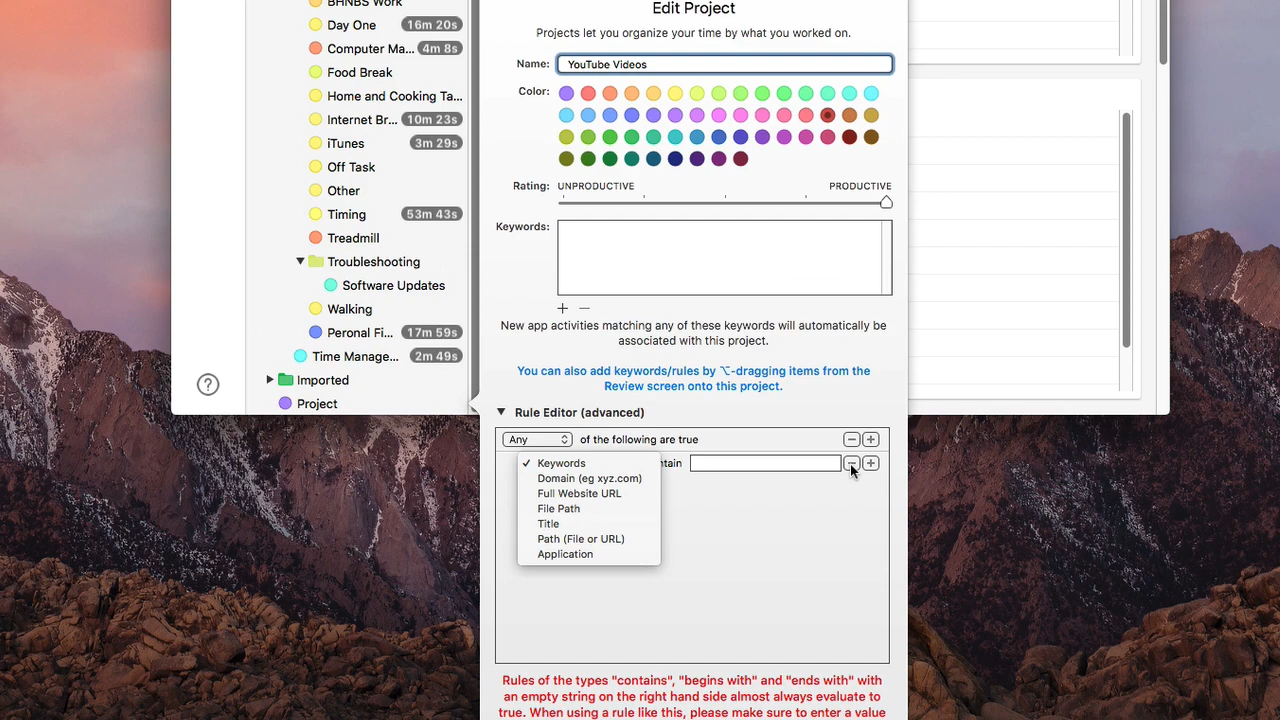 BHNBS Work
Day One 16m 20s
Computer Ma... 4m 8s
Food Break
Home and Cooking Ta...
Internet Br... 10m 23s
iTunes 3m 29s
Off Task
Other
Timing 53m 43s
Treadmill
Troubleshooting
Software Updates
Walking
Peronal Fi... 17m 59s
Time Manage... 2m 49s
Imported
Project
?
Edit Project
Projects let you organize your time by what you worked on.
Name: YouTube Videos
Color:
Rating: UNPRODUCTIVE PRODUCTIVE
Keywords:
+ −
New app activities matching any of these keywords will automatically be
associated with this project.
You can also add keywords/rules by ⌥-dragging items from the
Review screen onto this project.
Rule Editor (advanced)
Any of the following are true
✓ Keywords ntain
Domain (eg xyz.com)
Full Website URL
File Path
Title
Path (File or URL)
Application
Rules of the types "contains", "begins with" and "ends with" with
an empty string on the right hand side almost always evaluate to
true. When using a rule like this, please make sure to enter a value